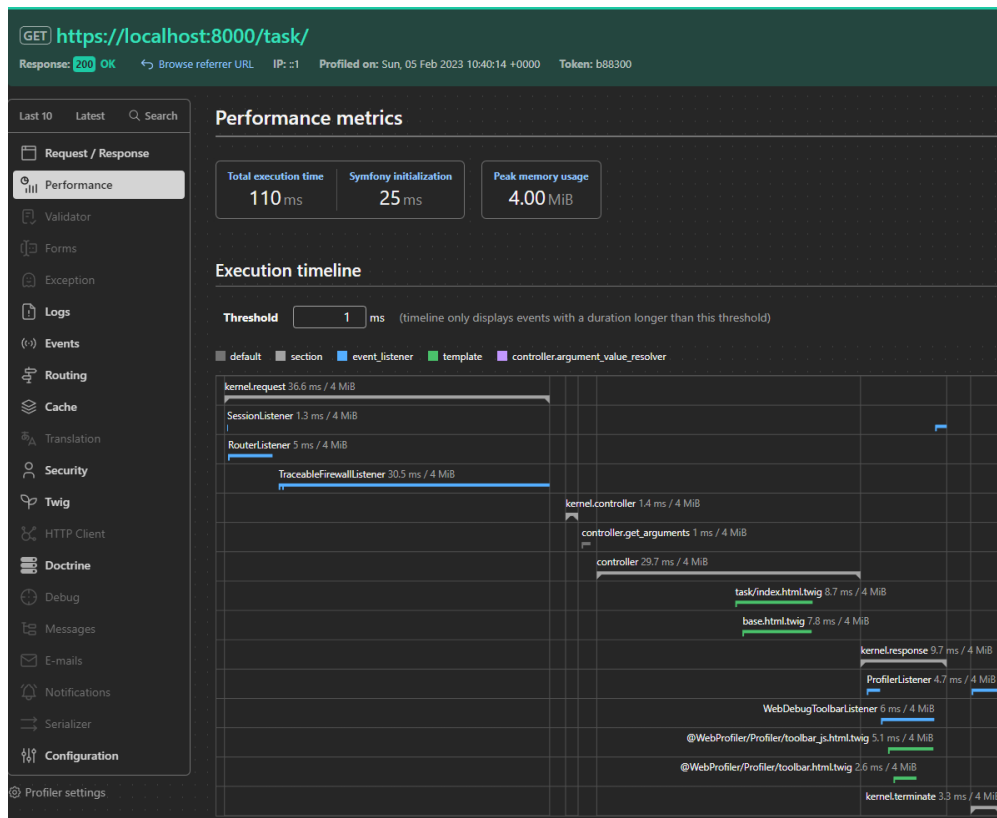 GET https://localhost:8000/task/
Response: 200 OK Browse referrer URL IP: ::1 Profiled on: Sun, 05 Feb 2023 10:40:14 +0000 Token: b88300
Last 10 Latest Search
Request / Response
Performance
Validator
Forms
Exception
Logs
Events
Routing
Cache
Translation
Security
Twig
HTTP Client
Doctrine
Debug
Messages
E-mails
Notifications
Serializer
Configuration
Profiler settings
Performance metrics
Total execution time Symfony initialization Peak memory usage
110 ms 25 ms 4.00 MiB
Execution timeline
Threshold 1 ms (timeline only displays events with a duration longer than this threshold)
default section event_listener template controller.argument_value_resolver
kernel.request 36.6 ms / 4 MiB
SessionListener 1.3 ms / 4 MiB
RouterListener 5 ms / 4 MiB
TraceableFirewallListener 30.5 ms / 4 MiB
kernel.controller 1.4 ms / 4 MiB
controller.get_arguments 1 ms / 4 MiB
controller 29.7 ms / 4 MiB
task/index.html.twig 8.7 ms / 4 MiB
base.html.twig 7.8 ms / 4 MiB
kernel.response 9.7 ms / 4 MiB
ProfilerListener 4.7 ms / 4 MiB
WebDebugToolbarListener 6 ms / 4 MiB
@WebProfiler/Profiler/toolbar_js.html.twig 5.1 ms / 4 MiB
@WebProfiler/Profiler/toolbar.html.twig 2.6 ms / 4 MiB
kernel.terminate 3.3 ms / 4 MiB